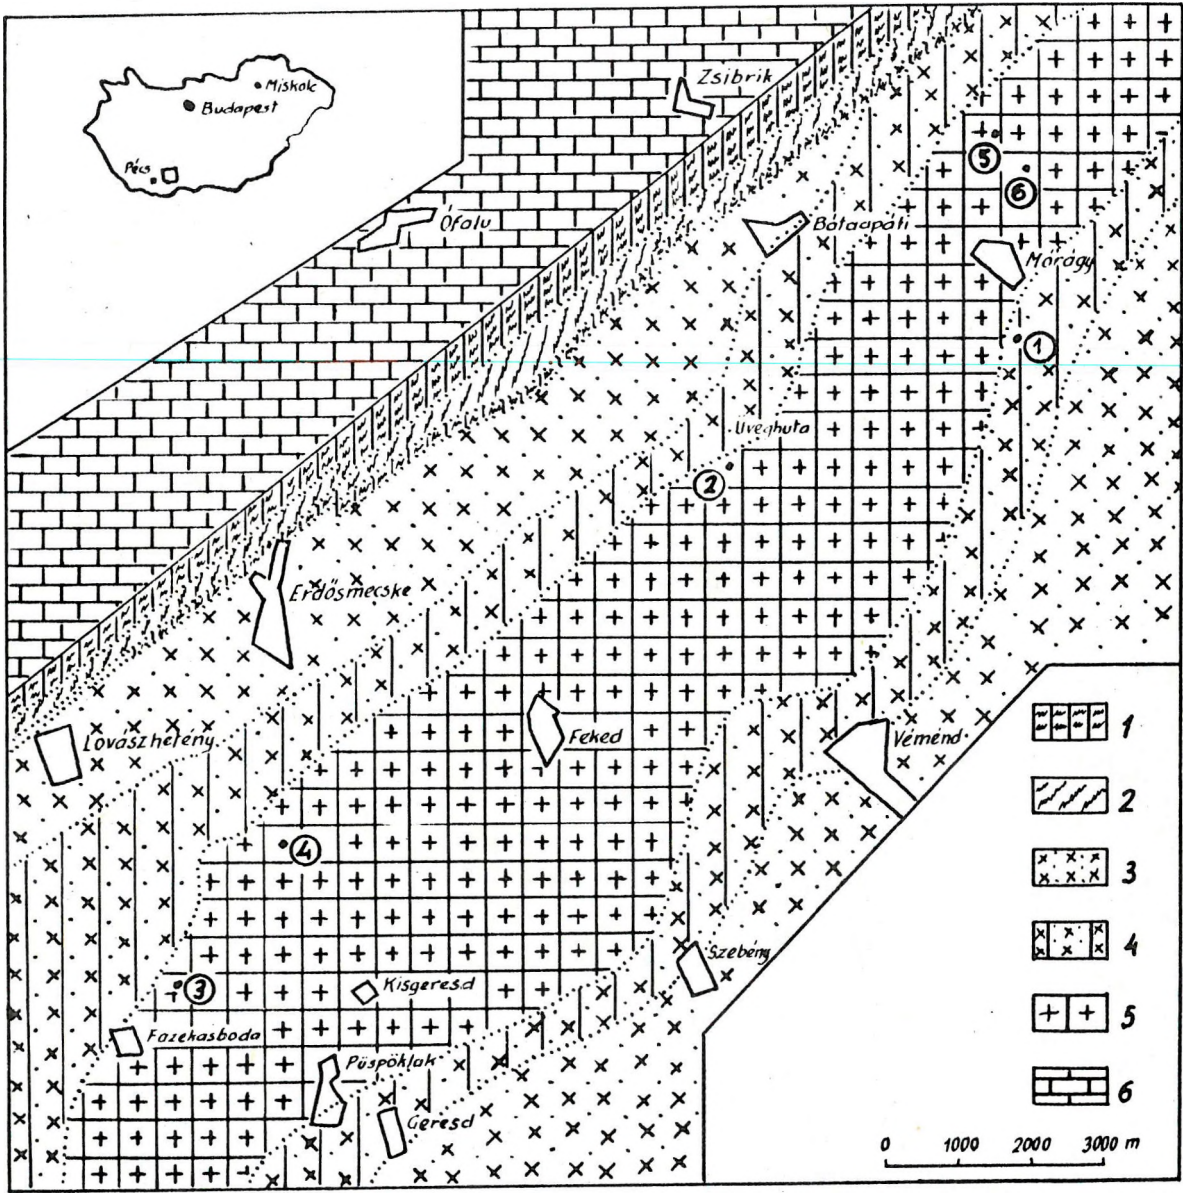 Miskolc
Budapest
Pécs
Zsibrik
Ófalu
Bátaapáti
Mórágy
5
6
1
Üveghuta
2
Erdősmecske
Lovászhetény
Feked
Véménd
4
Szebény
3
Kisgeresd
Fazekasboda
Püspöklak
Geresd
1
2
3
4
5
6
0 1000 2000 3000 m